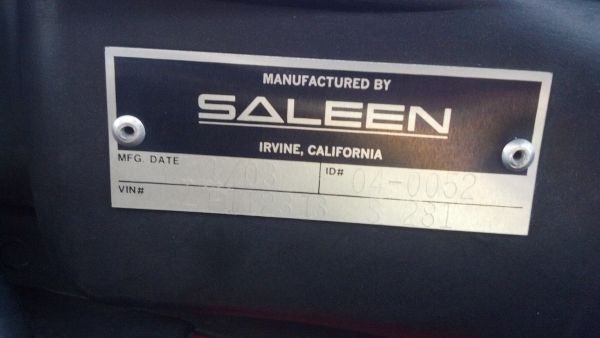 MANUFACTURED BY
SALEEN
IRVINE, CALIFORNIA
MFG. DATE ID# 04-0052
VIN# S 281